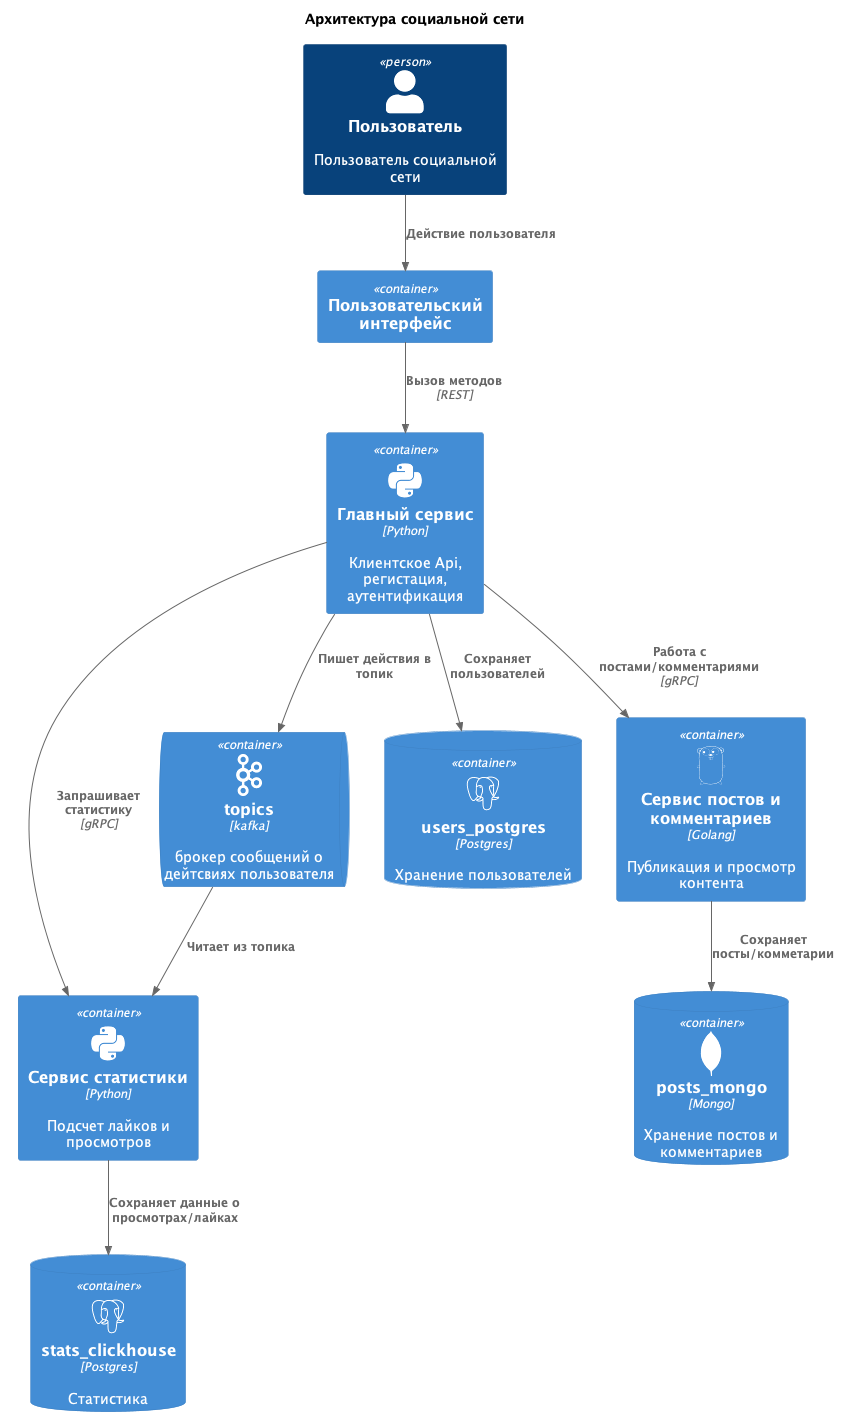 Архитектура социальной сети
«person»
Пользователь
Пользователь социальной
сети
Действие пользователя
«container»
Пользовательский
интерфейс
Вызов методов
[REST]
«container»
Главный сервис
[Python]
Клиентское Api,
регистация,
аутентификация
Пишет действия в
топик
Сохраняет
пользователей
Работа с
постами/комментариями
[gRPC]
Запрашивает
статистику
[gRPC]
«container»
topics
[kafka]
брокер сообщений о
дейтсвиях пользователя
«container»
users_postgres
[Postgres]
Хранение пользователей
«container»
Сервис постов и
комментариев
[Golang]
Публикация и просмотр
контента
Читает из топика
Сохраняет
посты/комметарии
«container»
Сервис статистики
[Python]
Подсчет лайков и
просмотров
«container»
posts_mongo
[Mongo]
Хранение постов и
комментариев
Сохраняет данные о
просмотрах/лайках
«container»
stats_clickhouse
[Postgres]
Статистика